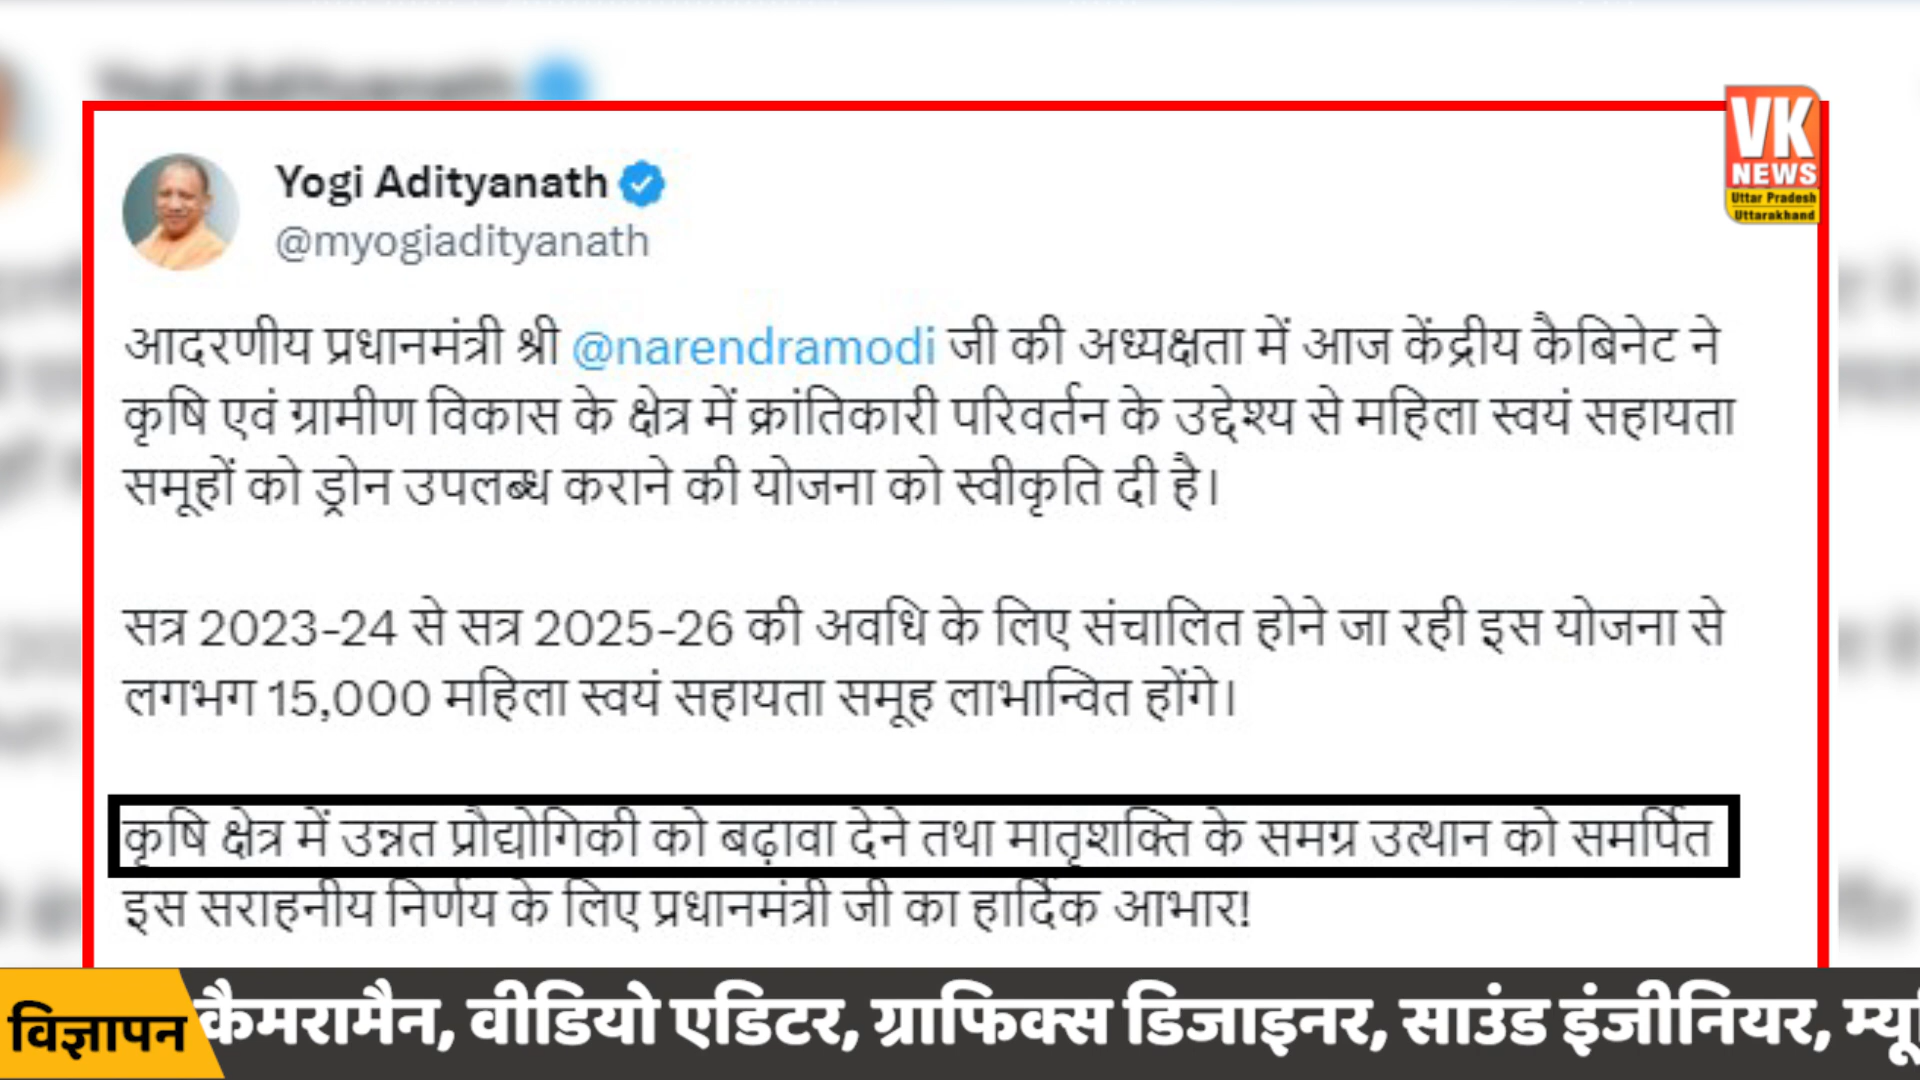 Yogi Adityanath
@myogiadityanath
VK
NEWS
Uttar Pradesh
Uttarakhand
आदरणीय प्रधानमंत्री श्री @narendramodi जी की अध्यक्षता में आज केंद्रीय कैबिनेट ने
कृषि एवं ग्रामीण विकास के क्षेत्र में क्रांतिकारी परिवर्तन के उद्देश्य से महिला स्वयं सहायता
समूहों को ड्रोन उपलब्ध कराने की योजना को स्वीकृति दी है।
सत्र 2023-24 से सत्र 2025-26 की अवधि के लिए संचालित होने जा रही इस योजना से
लगभग 15,000 महिला स्वयं सहायता समूह लाभान्वित होंगे।
कृषि क्षेत्र में उन्नत प्रौद्योगिकी को बढ़ावा देने तथा मातृशक्ति के समग्र उत्थान को समर्पित
इस सराहनीय निर्णय के लिए प्रधानमंत्री जी का हार्दिक आभार!
विज्ञापन कैमरामैन, वीडियो एडिटर, ग्राफिक्स डिजाइनर, साउंड इंजीनियर,